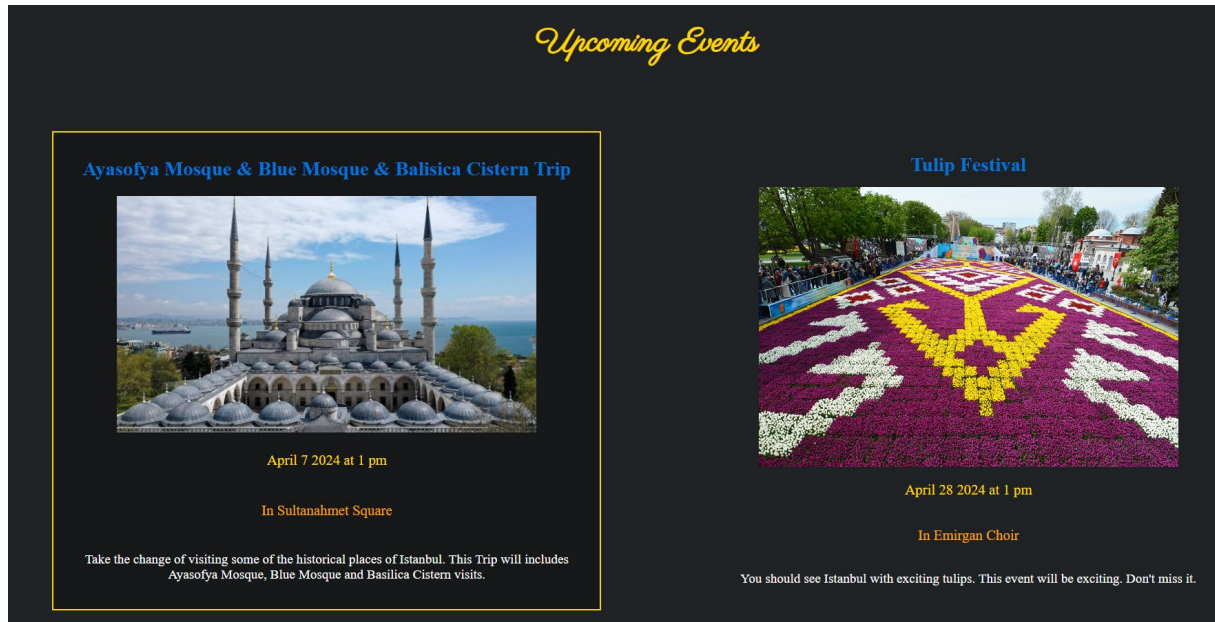 Upcoming Events
Ayasofya Mosque & Blue Mosque & Balisica Cistern Trip
April 7 2024 at 1 pm
In Sultanahmet Square
Take the change of visiting some of the historical places of Istanbul. This Trip will includes
Ayasofya Mosque, Blue Mosque and Basilica Cistern visits.
Tulip Festival
April 28 2024 at 1 pm
In Emirgan Choir
You should see Istanbul with exciting tulips. This event will be exciting. Don't miss it.